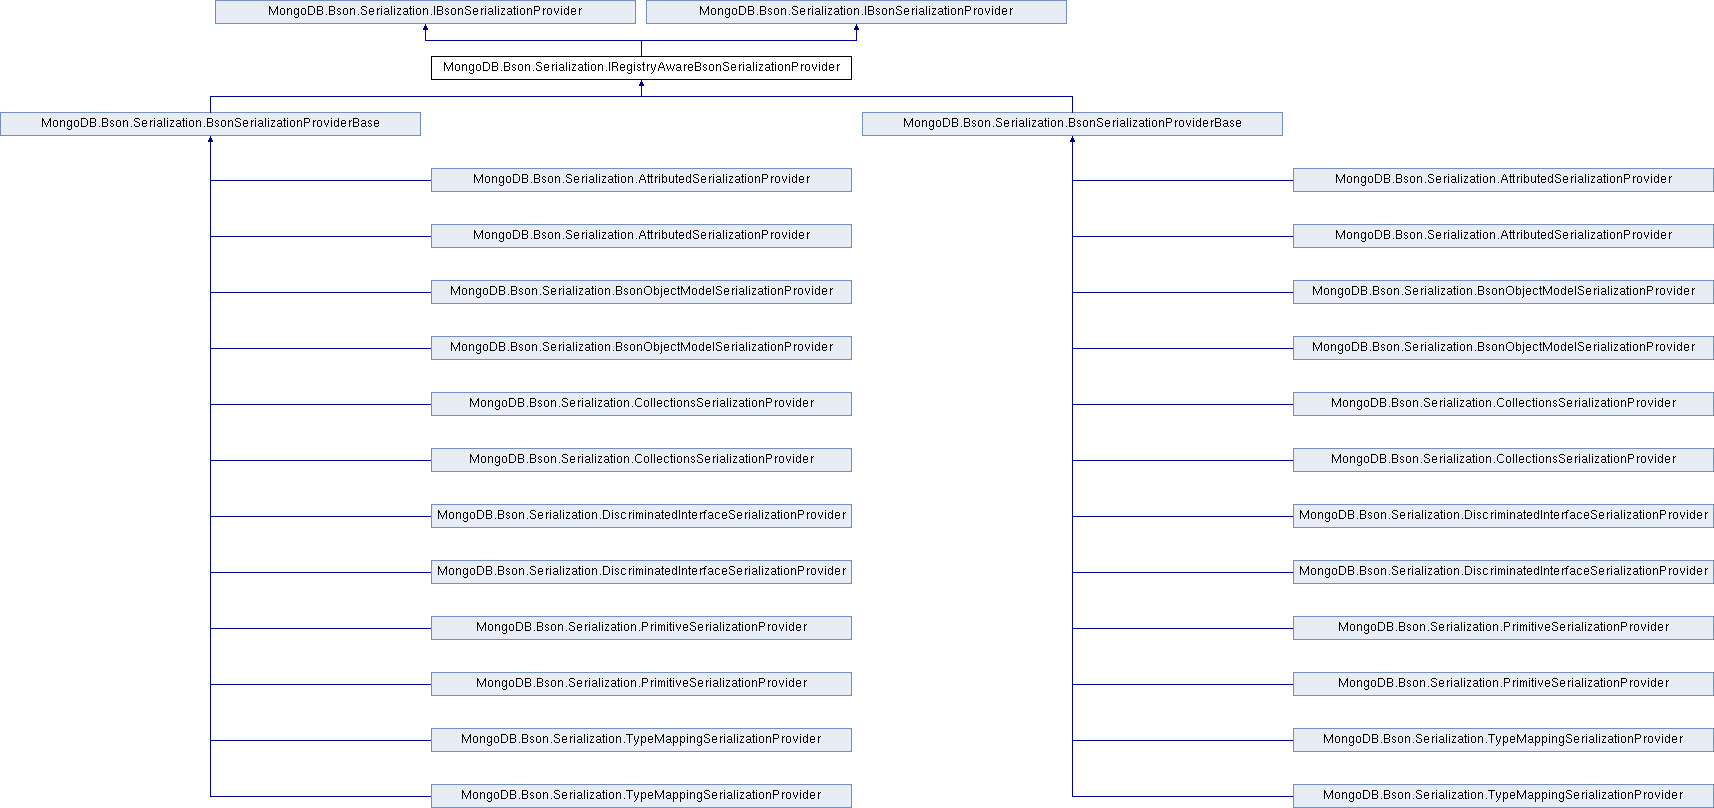 MongoDB.Bson.Serialization.IBsonSerializationProvider
MongoDB.Bson.Serialization.IBsonSerializationProvider
MongoDB.Bson.Serialization.IRegistryAwareBsonSerializationProvider
MongoDB.Bson.Serialization.BsonSerializationProviderBase
MongoDB.Bson.Serialization.BsonSerializationProviderBase
MongoDB.Bson.Serialization.AttributedSerializationProvider
MongoDB.Bson.Serialization.AttributedSerializationProvider
MongoDB.Bson.Serialization.AttributedSerializationProvider
MongoDB.Bson.Serialization.AttributedSerializationProvider
MongoDB.Bson.Serialization.BsonObjectModelSerializationProvider
MongoDB.Bson.Serialization.BsonObjectModelSerializationProvider
MongoDB.Bson.Serialization.BsonObjectModelSerializationProvider
MongoDB.Bson.Serialization.BsonObjectModelSerializationProvider
MongoDB.Bson.Serialization.CollectionsSerializationProvider
MongoDB.Bson.Serialization.CollectionsSerializationProvider
MongoDB.Bson.Serialization.CollectionsSerializationProvider
MongoDB.Bson.Serialization.CollectionsSerializationProvider
MongoDB.Bson.Serialization.DiscriminatedInterfaceSerializationProvider
MongoDB.Bson.Serialization.DiscriminatedInterfaceSerializationProvider
MongoDB.Bson.Serialization.DiscriminatedInterfaceSerializationProvider
MongoDB.Bson.Serialization.DiscriminatedInterfaceSerializationProvider
MongoDB.Bson.Serialization.PrimitiveSerializationProvider
MongoDB.Bson.Serialization.PrimitiveSerializationProvider
MongoDB.Bson.Serialization.PrimitiveSerializationProvider
MongoDB.Bson.Serialization.PrimitiveSerializationProvider
MongoDB.Bson.Serialization.TypeMappingSerializationProvider
MongoDB.Bson.Serialization.TypeMappingSerializationProvider
MongoDB.Bson.Serialization.TypeMappingSerializationProvider
MongoDB.Bson.Serialization.TypeMappingSerializationProvider